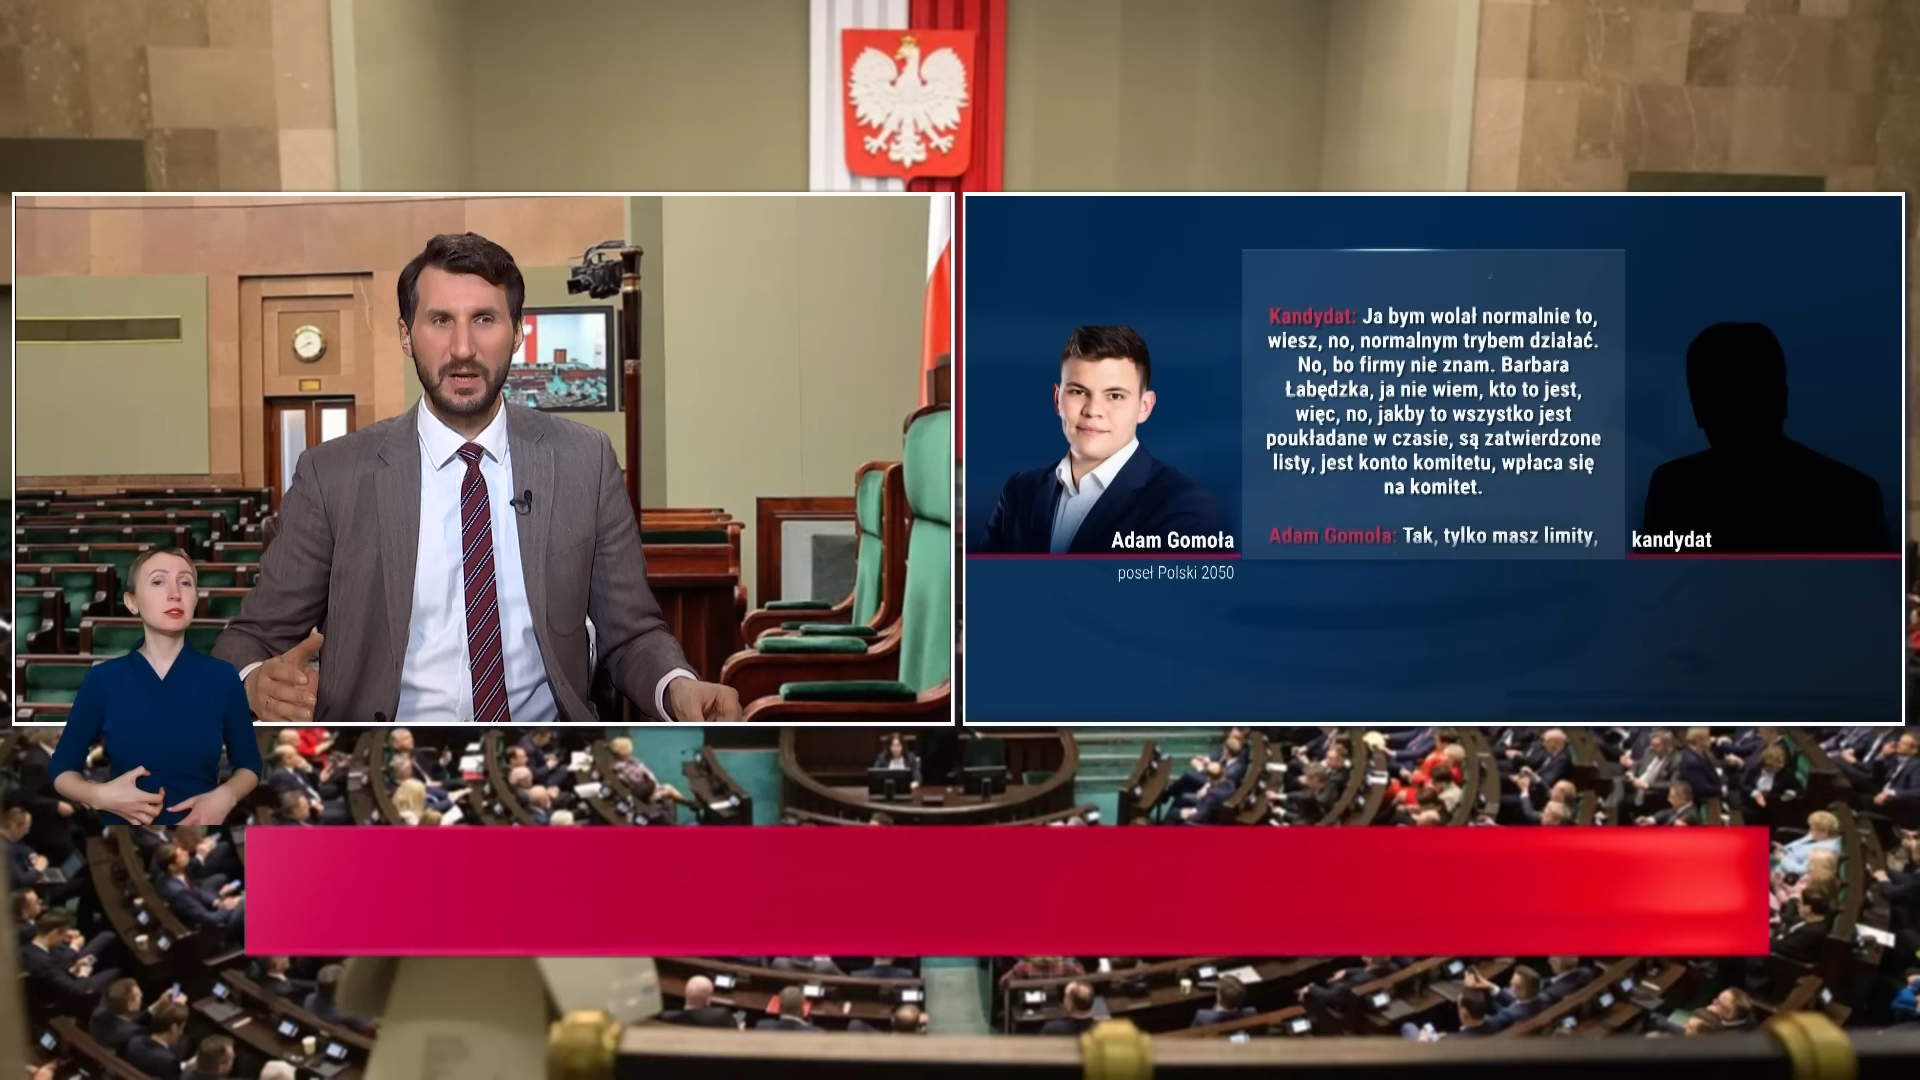 Kandydat: Ja bym wolał normalnie to,
wiesz, no, normalnym trybem działać.
No, bo firmy nie znam. Barbara
Łabędzka, ja nie wiem, kto to jest,
więc, no, jakby to wszystko jest
poukładane w czasie, są zatwierdzone
listy, jest konto komitetu, wpłaca się
na komitet.
Adam Gomoła: Tak, tylko masz limity,
Adam Gomoła
poseł Polski 2050
kandydat